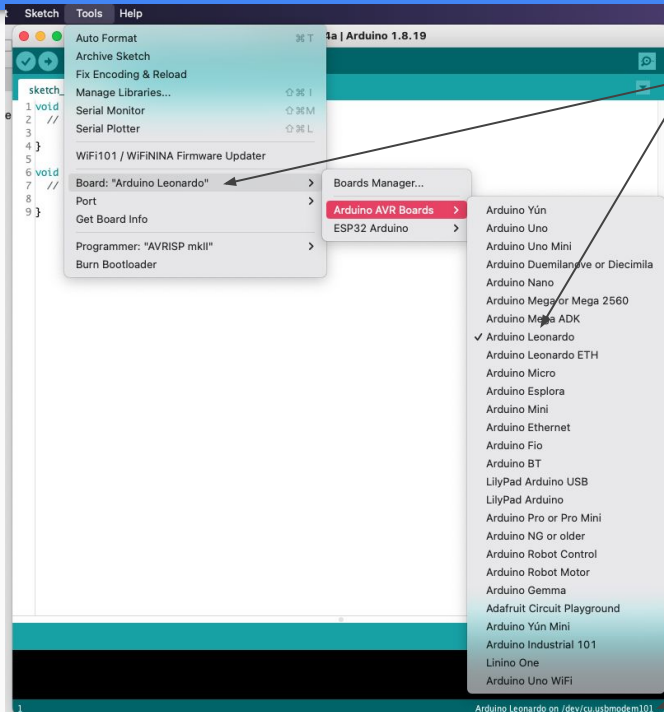 Sketch Tools Help
4a | Arduino 1.8.19
Auto Format ⌘ T
Archive Sketch
Fix Encoding & Reload
Manage Libraries... ⇧⌘ I
Serial Monitor ⇧⌘M
Serial Plotter ⇧⌘ L
WiFi101 / WiFiNINA Firmware Updater
Board: "Arduino Leonardo" >
Port >
Get Board Info
Programmer: "AVRISP mkII" >
Burn Bootloader
sketch_
1 void
2 //
3
4 }
5
6 void
7 //
8
9 }
Boards Manager...
Arduino AVR Boards >
ESP32 Arduino >
Arduino Yún
Arduino Uno
Arduino Uno Mini
Arduino Duemilanove or Diecimila
Arduino Nano
Arduino Mega or Mega 2560
Arduino Mega ADK
✓ Arduino Leonardo
Arduino Leonardo ETH
Arduino Micro
Arduino Esplora
Arduino Mini
Arduino Ethernet
Arduino Fio
Arduino BT
LilyPad Arduino USB
LilyPad Arduino
Arduino Pro or Pro Mini
Arduino NG or older
Arduino Robot Control
Arduino Robot Motor
Arduino Gemma
Adafruit Circuit Playground
Arduino Yún Mini
Arduino Industrial 101
Linino One
Arduino Uno WiFi
1 Arduino Leonardo on /dev/cu.usbmodem101